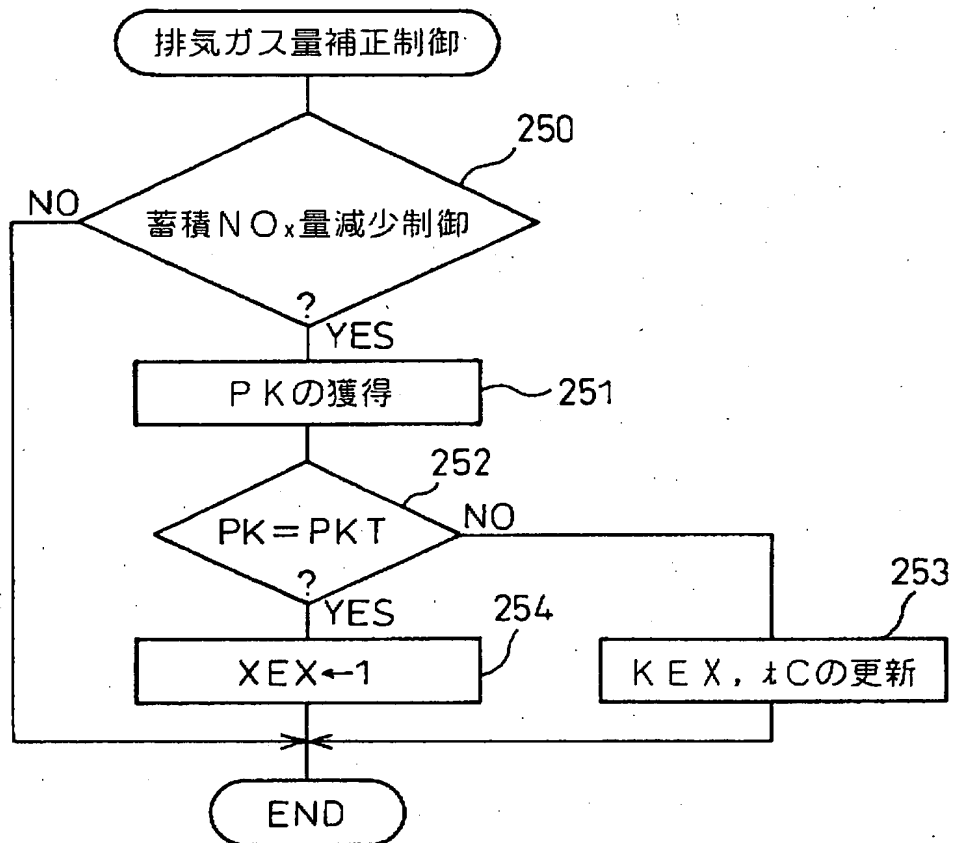 排気ガス量補正制御
250
NO
蓄積NOx量減少制御
?
YES
PKの獲得
251
252
PK=PKT
NO
?
YES
253
254
XEX←1
KEX, tCの更新
END